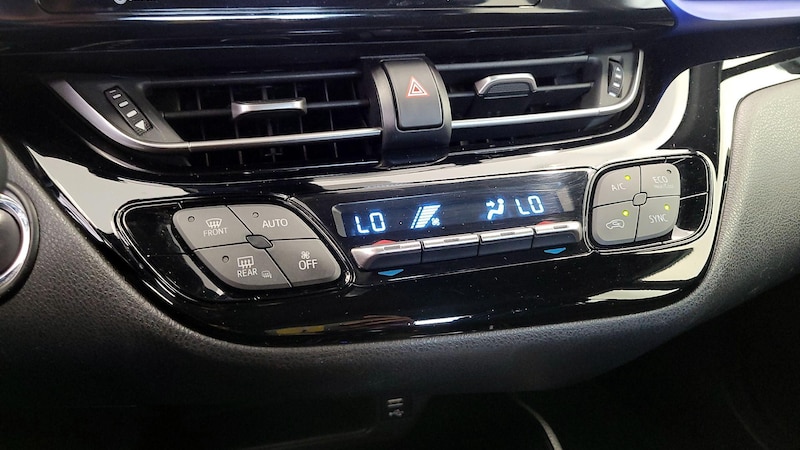 A/C
ECO
FRONT
AUTO
LO
LO
SYNC
REAR
OFF